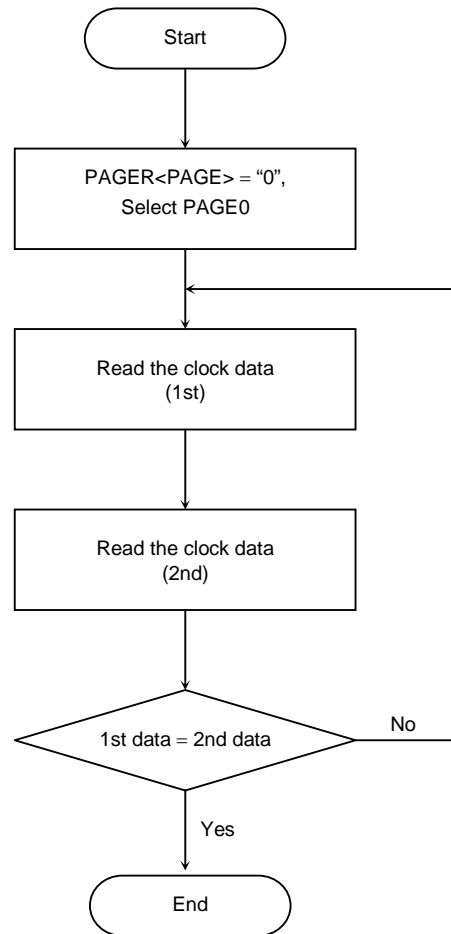 Start
PAGER<PAGE> = “0”,
Select PAGE0
Read the clock data
(1st)
Read the clock data
(2nd)
1st data = 2nd data
No
Yes
End